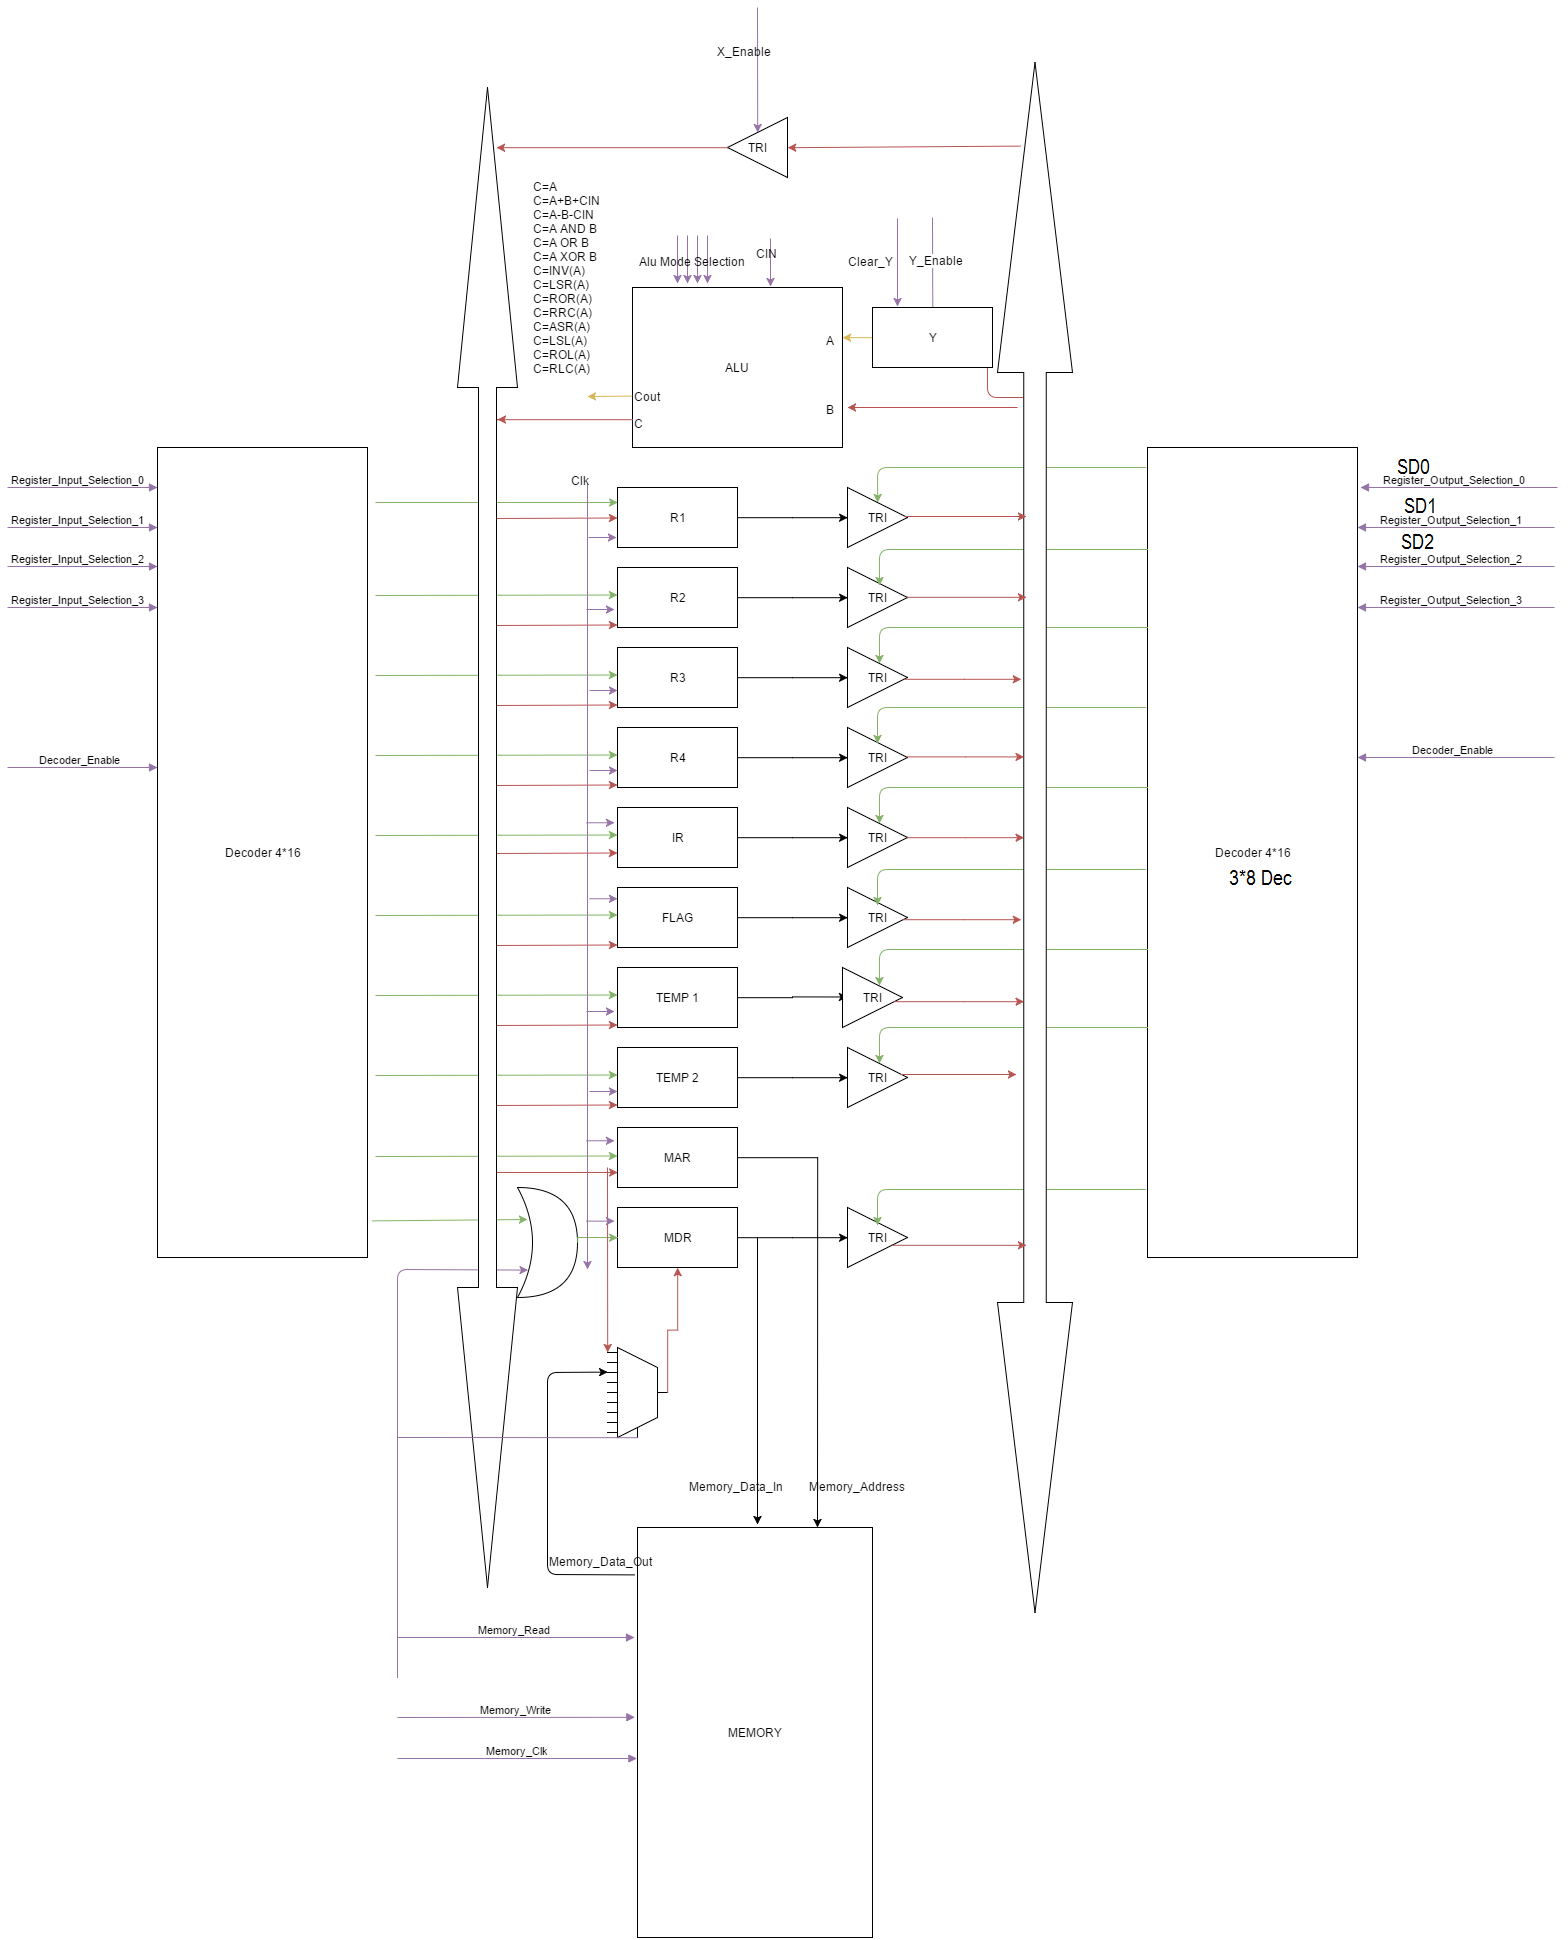 X_Enable
TRI
C=A
C=A+B+CIN
C=A-B-CIN
C=A AND B
C=A OR B
C=A XOR B
C=INV(A)
C=LSR(A)
C=ROR(A)
C=RRC(A)
C=ASR(A)
C=LSL(A)
C=ROL(A)
C=RLC(A)
Alu Mode Selection
CIN
Clear_Y
Y_Enable
A
Y
ALU
Cout
B
C
Register_Input_Selection_0
Register_Input_Selection_1
Register_Input_Selection_2
Register_Input_Selection_3
Decoder_Enable
Decoder 4*16
Clk
R1
TRI
R2
TRI
R3
TRI
R4
TRI
IR
TRI
FLAG
TRI
TEMP 1
TRI
TEMP 2
TRI
MAR
MDR
TRI
SD0
Register_Output_Selection_0
SD1
Register_Output_Selection_1
SD2
Register_Output_Selection_2
Register_Output_Selection_3
Decoder_Enable
Decoder 4*16
3*8 Dec
Memory_Data_In
Memory_Address
Memory_Data_Out
Memory_Read
Memory_Write
Memory_Clk
MEMORY